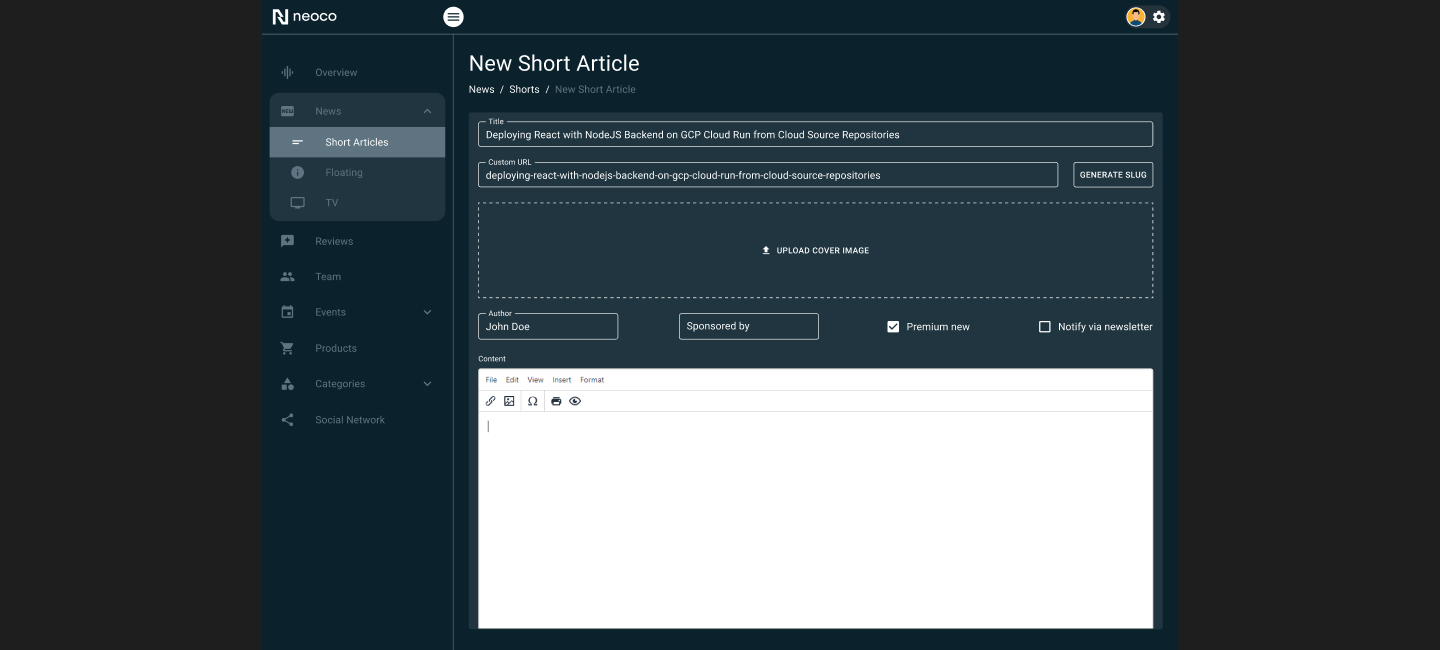 neoco
Overview
News
Short Articles
Floating
TV
Reviews
Team
Events
Products
Categories
Social Network
New Short Article
News / Shorts / New Short Article
Title
Deploying React with NodeJS Backend on GCP Cloud Run from Cloud Source Repositories
Custom URL
deploying-react-with-nodejs-backend-on-gcp-cloud-run-from-cloud-source-repositories
GENERATE SLUG
UPLOAD COVER IMAGE
Author
John Doe
Sponsored by
Premium new
Notify via newsletter
Content
File Edit View Insert Format
Ω